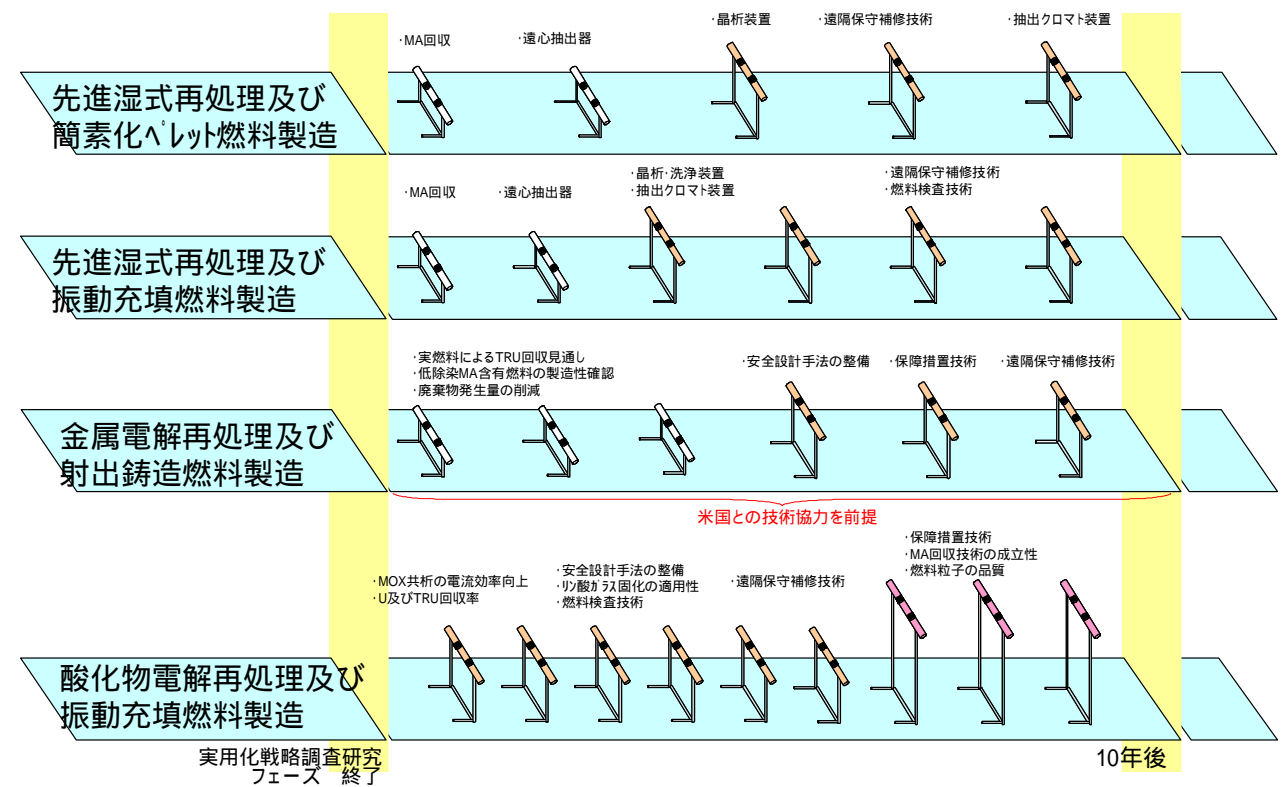 ・MA回収
・遠心抽出器
・晶析装置
・遠隔保守補修技術
・抽出クロマト装置
先進湿式再処理及び
簡素化ペレット燃料製造
・MA回収
・遠心抽出器
・晶析・洗浄装置
・抽出クロマト装置
・遠隔保守補修技術
・燃料検査技術
先進湿式再処理及び
振動充填燃料製造
・実燃料によるTRU回収見通し
・低除染MA含有燃料の製造性確認
・廃棄物発生量の削減
・安全設計手法の整備
・保障措置技術
・遠隔保守補修技術
金属電解再処理及び
射出鋳造燃料製造
米国との技術協力を前提
・MOX共析の電流効率向上
・U及びTRU回収率
・安全設計手法の整備
・リン酸ガラス固化の適用性
・燃料検査技術
・遠隔保守補修技術
・保障措置技術
・MA回収技術の成立性
・燃料粒子の品質
酸化物電解再処理及び
振動充填燃料製造
実用化戦略調査研究
フェーズ 終了
10年後